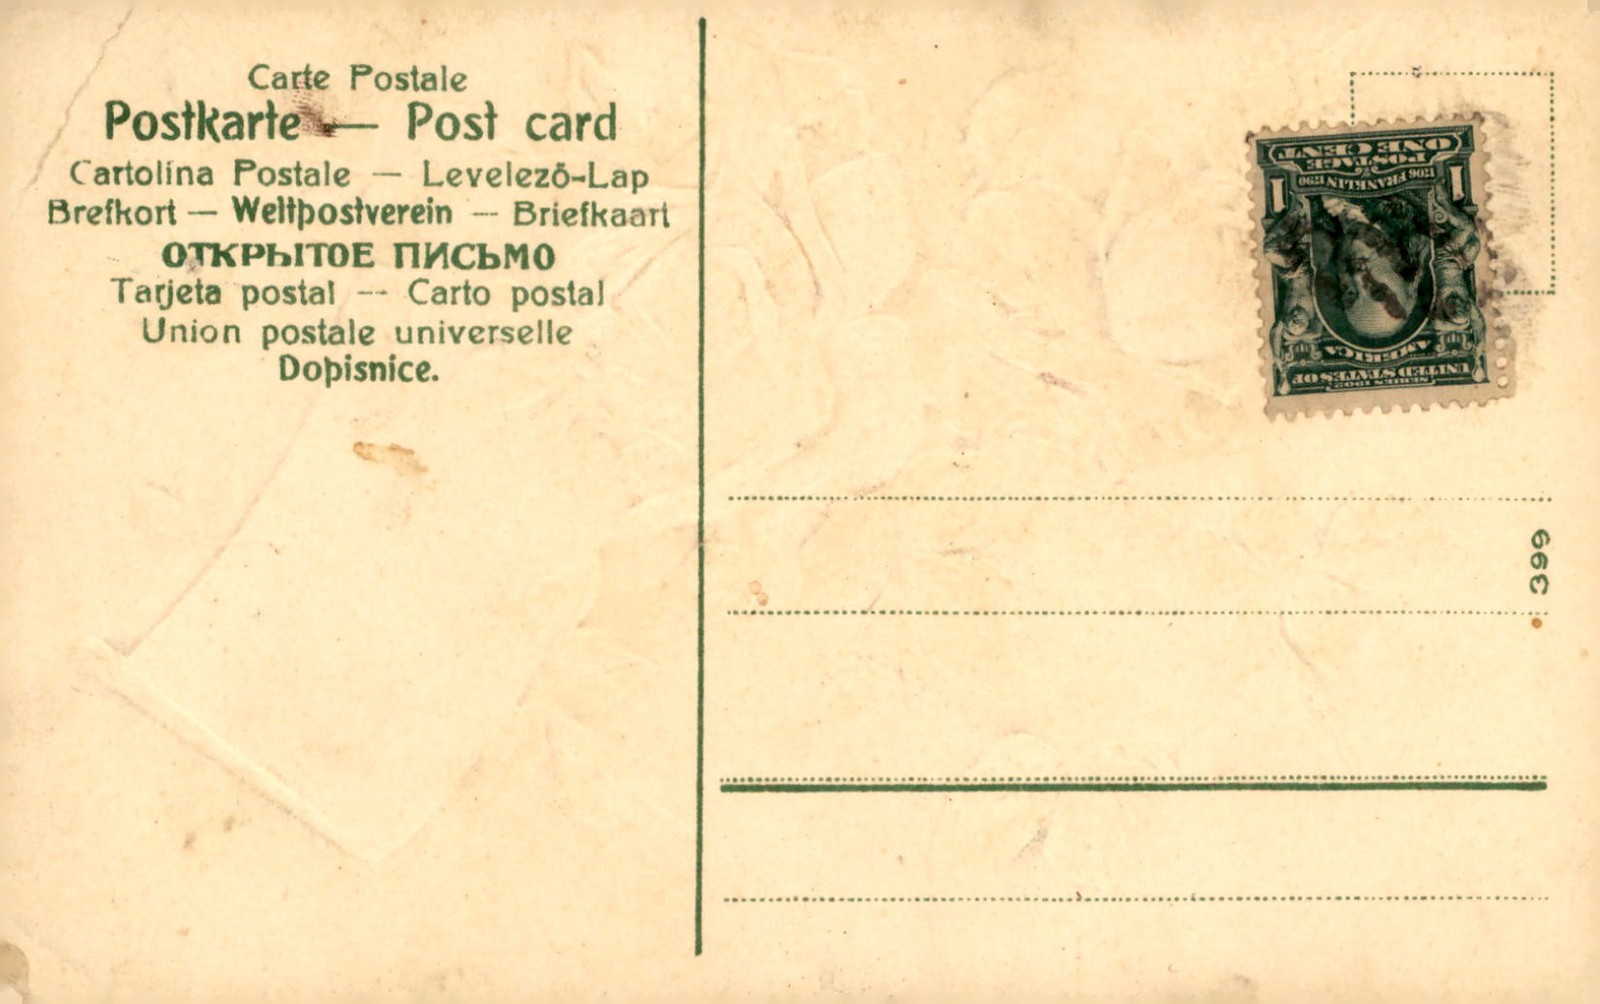 Carte Postale
Postkarte — Post card
Cartolina Postale — Levelező-Lap
Brefkort — Weltpostverein — Briefkaart
ОТКРЫТОЕ ПИСЬМО
Tarjeta postal -- Carto postal
Union postale universelle
Dopisnice.
SERIES 1902
UNITED STATES OF
AMERICA
1706 FRANKLIN 1790
1 1
POSTAGE
ONE CENT
399